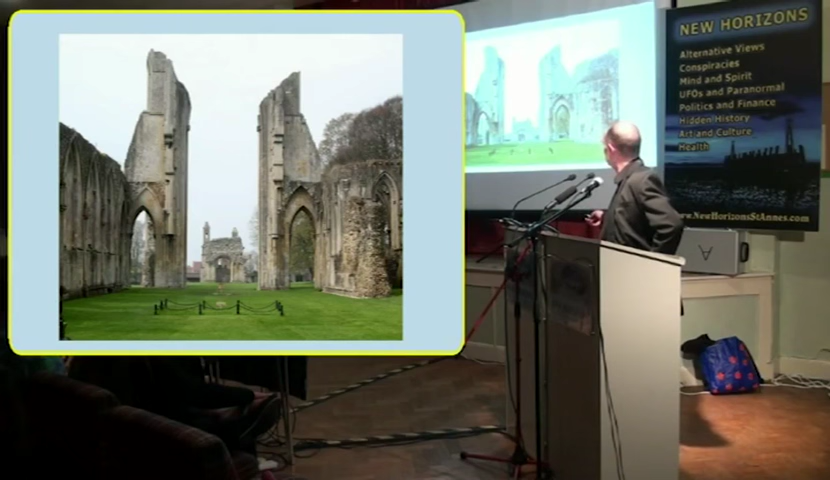 NEW HORIZONS
Alternative Views
Conspiracies
Mind and Spirit
UFOs and Paranormal
Politics and Finance
Hidden History
Art and Culture
Health
www.NewHorizonsStAnnes.com